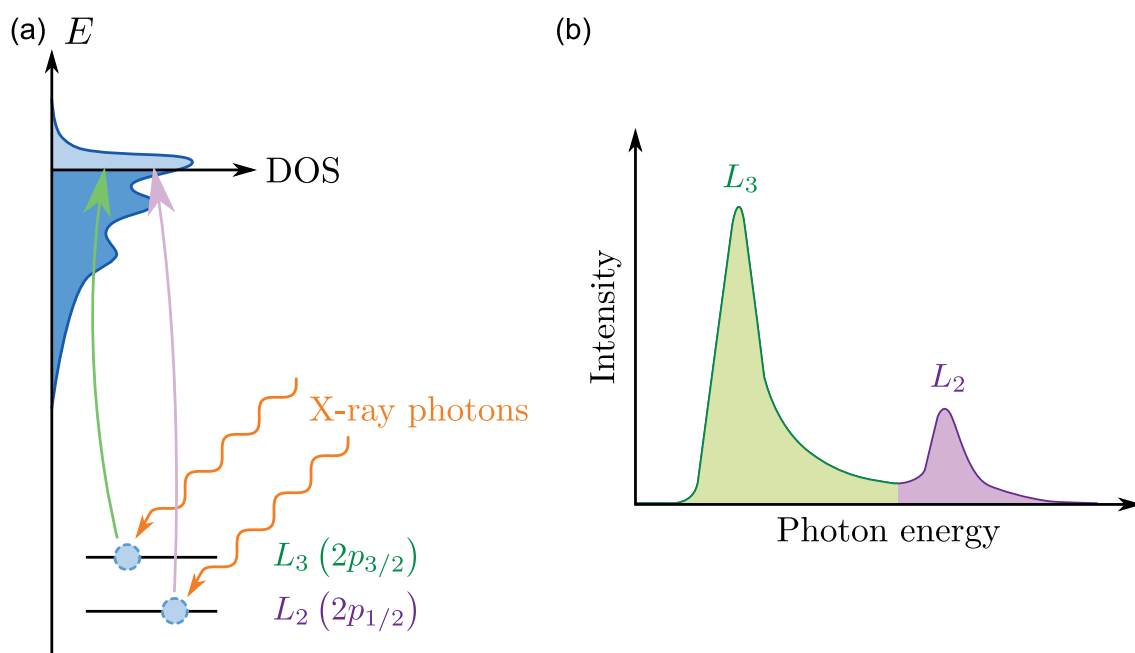 (a)
E
DOS
X-ray photons
L₃ (2p₃/₂)
L₂ (2p₁/₂)
(b)
L₃
L₂
Intensity
Photon energy